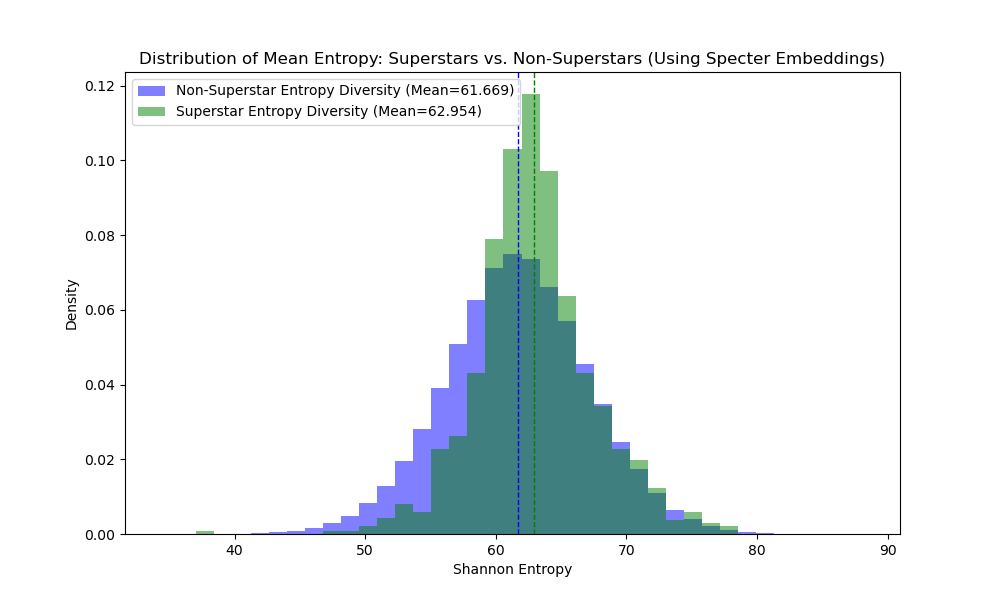 Distribution of Mean Entropy: Superstars vs. Non-Superstars (Using Specter Embeddings)
Non-Superstar Entropy Diversity (Mean=61.669)
Superstar Entropy Diversity (Mean=62.954)
Density
0.12
0.10
0.08
0.06
0.04
0.02
0.00
40 50 60 70 80 90
Shannon Entropy